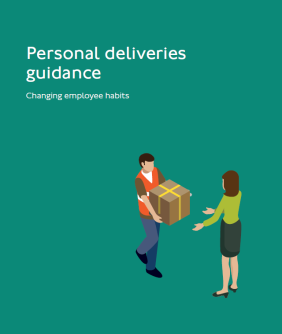 Personal deliveries
guidance
Changing employee habits